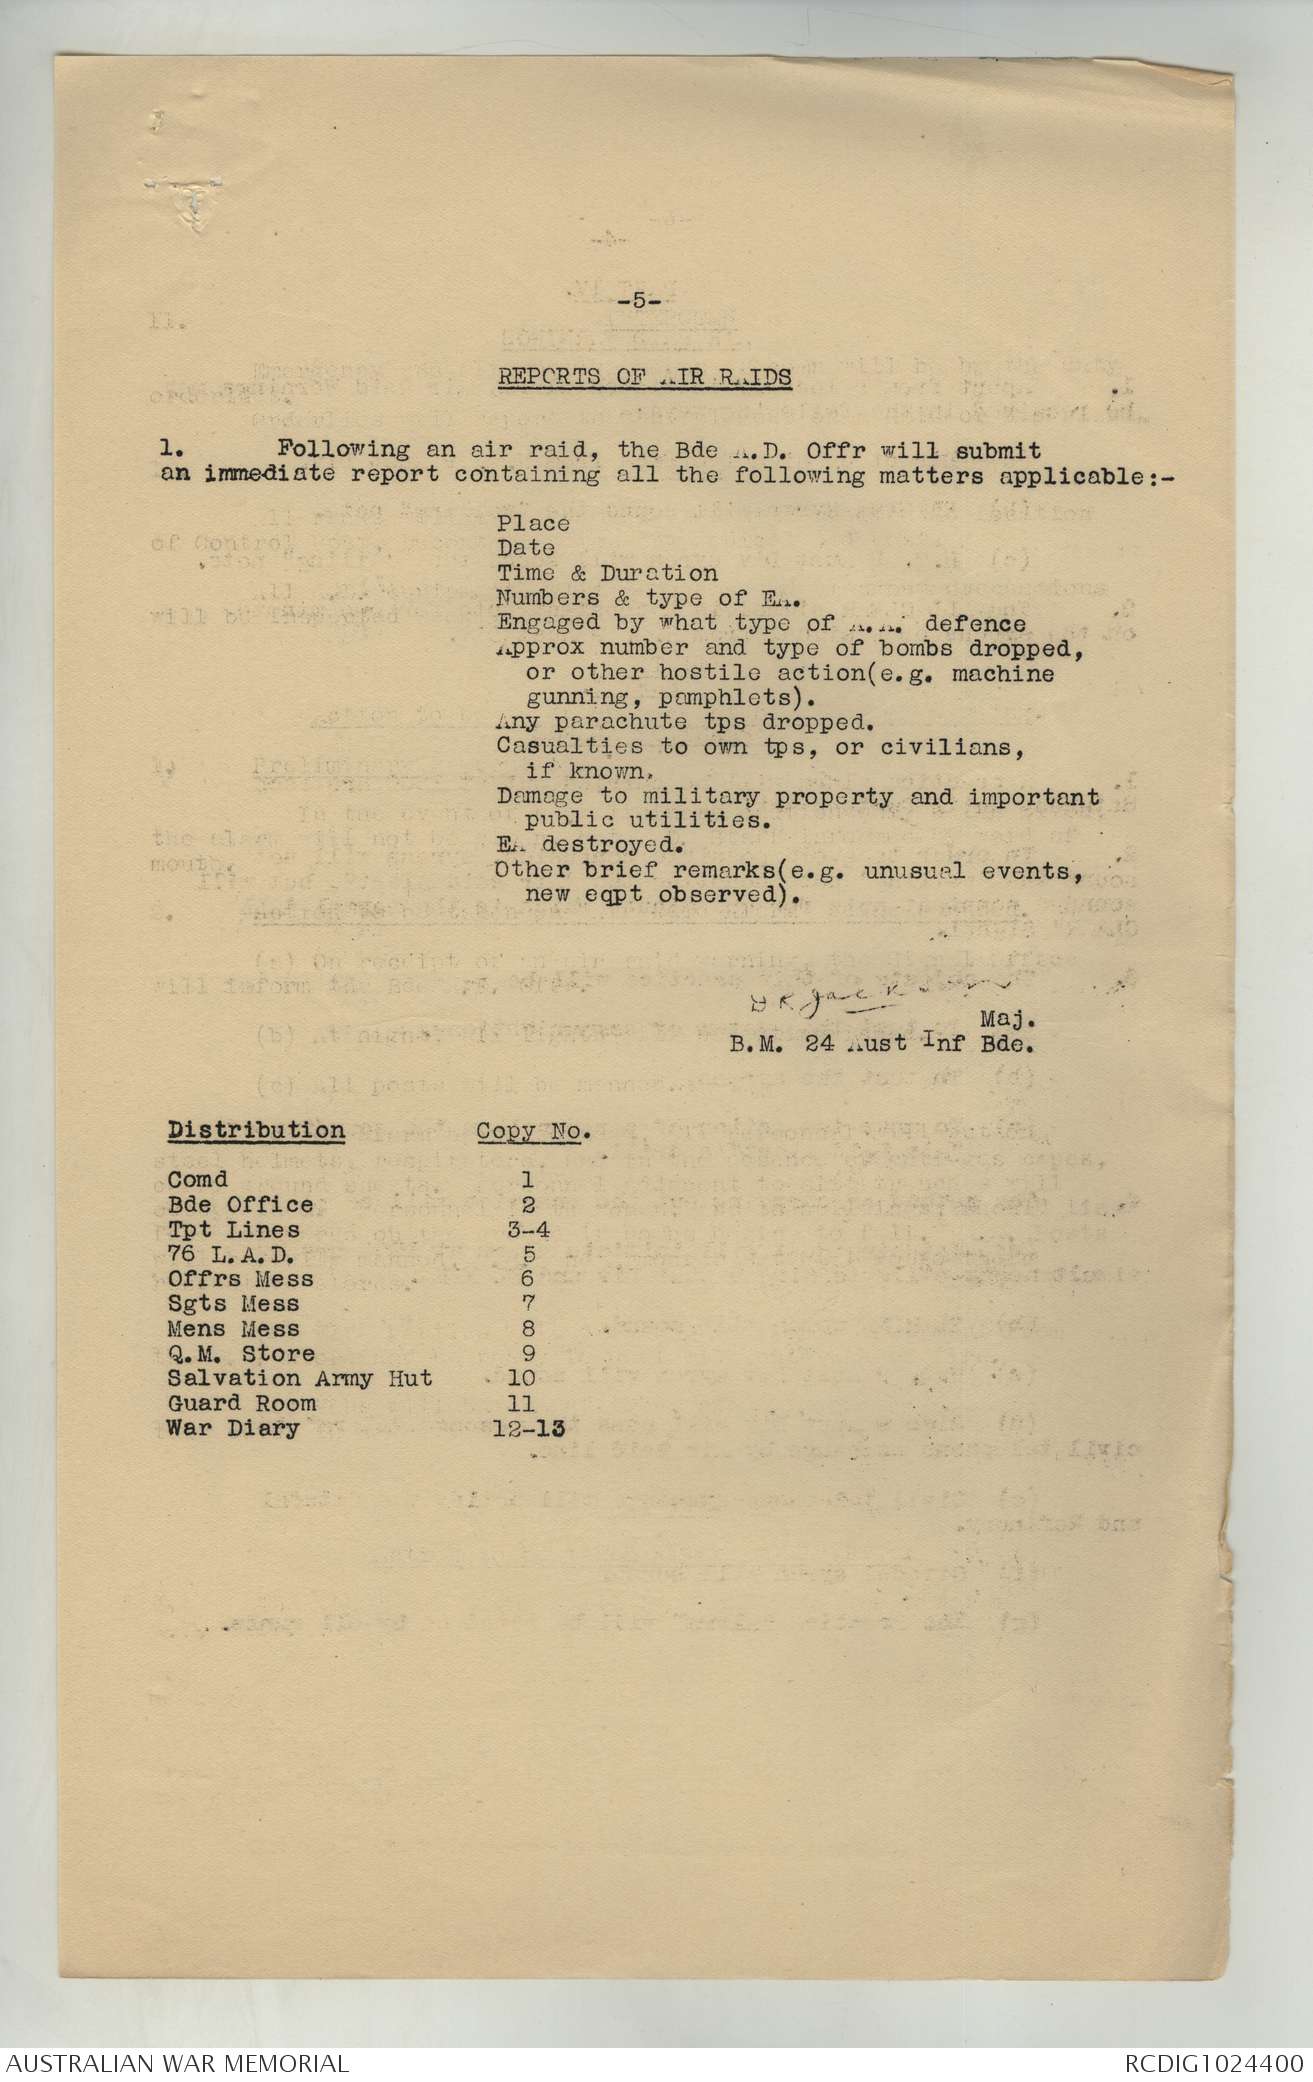 -5-
REPORTS OF AIR RAIDS
1. Following an air raid, the Bde A.D. Offr will submit
an immediate report containing all the following matters applicable:-
Place
Date
Time & Duration
Numbers & type of EA.
Engaged by what type of A.A. defence
Approx number and type of bombs dropped,
or other hostile action(e.g. machine
gunning, pamphlets).
Any parachute tps dropped.
Casualties to own tps, or civilians,
if known.
Damage to military property and important
public utilities.
EA destroyed.
Other brief remarks(e.g. unusual events,
new eqpt observed).
Maj.
B.M. 24 Aust Inf Bde.
Distribution Copy No.
Comd 1
Bde Office 2
Tpt Lines 3-4
76 L.A.D. 5
Offrs Mess 6
Sgts Mess 7
Mens Mess 8
Q.M. Store 9
Salvation Army Hut 10
Guard Room 11
War Diary 12-13
AUSTRALIAN WAR MEMORIAL RCDIG1024400